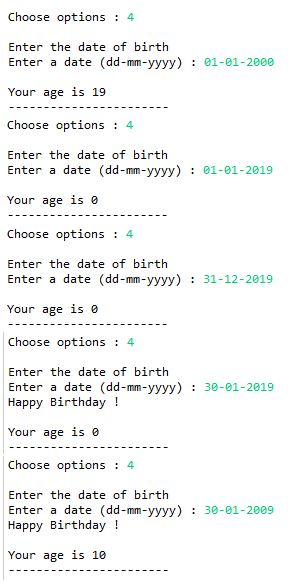 Choose options : 4
Enter the date of birth
Enter a date (dd-mm-yyyy) : 01-01-2000
Your age is 19
----------------------
Choose options : 4
Enter the date of birth
Enter a date (dd-mm-yyyy) : 01-01-2019
Your age is 0
----------------------
Choose options : 4
Enter the date of birth
Enter a date (dd-mm-yyyy) : 31-12-2019
Your age is 0
----------------------
Choose options : 4
Enter the date of birth
Enter a date (dd-mm-yyyy) : 30-01-2019
Happy Birthday !
Your age is 0
----------------------
Choose options : 4
Enter the date of birth
Enter a date (dd-mm-yyyy) : 30-01-2009
Happy Birthday !
Your age is 10
----------------------